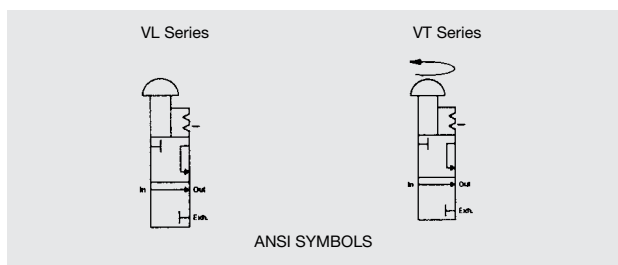 VL Series
VT Series
In
Out
Exh.
In
Out
Exh.
ANSI SYMBOLS